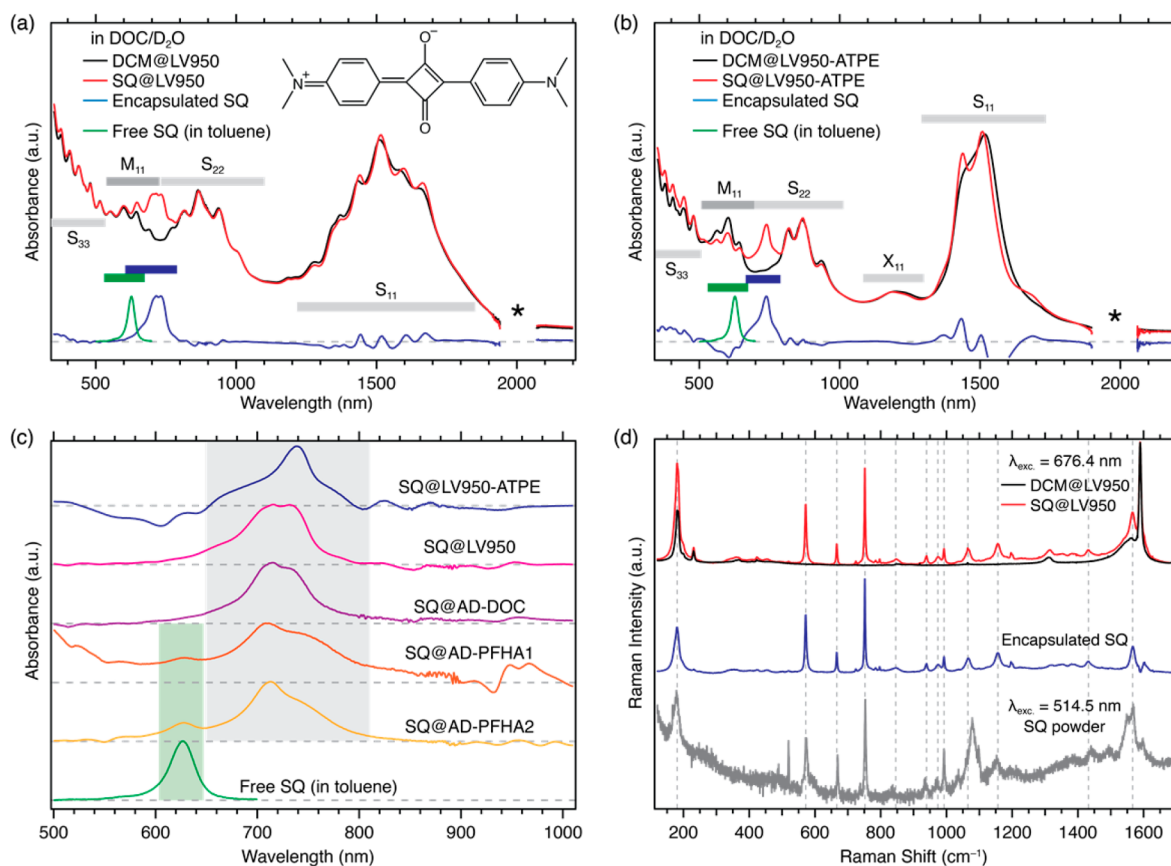 (a)
in DOC/D₂O
DCM@LV950
SQ@LV950
Encapsulated SQ
Free SQ (in toluene)
O⁻
N⁺
N
O
M₁₁
S₂₂
S₃₃
S₁₁
*
Absorbance (a.u.)
500 1000 1500 2000
Wavelength (nm)
(b)
in DOC/D₂O
DCM@LV950-ATPE
SQ@LV950-ATPE
Encapsulated SQ
Free SQ (in toluene)
S₁₁
M₁₁
S₂₂
S₃₃
X₁₁
*
Absorbance (a.u.)
500 1000 1500 2000
Wavelength (nm)
(c)
SQ@LV950-ATPE
SQ@LV950
SQ@AD-DOC
SQ@AD-PFHA1
SQ@AD-PFHA2
Free SQ (in toluene)
Absorbance (a.u.)
500 600 700 800 900 1000
Wavelength (nm)
(d)
λexc. = 676.4 nm
DCM@LV950
SQ@LV950
Encapsulated SQ
λexc. = 514.5 nm
SQ powder
Raman Intensity (a.u.)
200 400 600 800 1000 1200 1400 1600
Raman Shift (cm⁻¹)